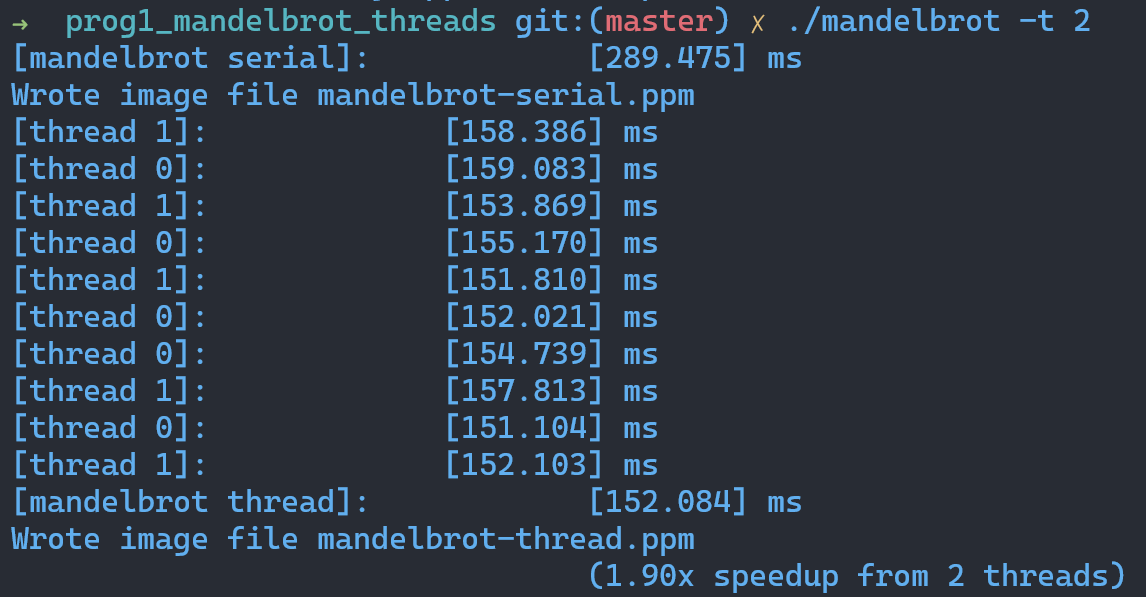 → prog1_mandelbrot_threads git:(master) ✗ ./mandelbrot -t 2
[mandelbrot serial]: [289.475] ms
Wrote image file mandelbrot-serial.ppm
[thread 1]: [158.386] ms
[thread 0]: [159.083] ms
[thread 1]: [153.869] ms
[thread 0]: [155.170] ms
[thread 1]: [151.810] ms
[thread 0]: [152.021] ms
[thread 0]: [154.739] ms
[thread 1]: [157.813] ms
[thread 0]: [151.104] ms
[thread 1]: [152.103] ms
[mandelbrot thread]: [152.084] ms
Wrote image file mandelbrot-thread.ppm
(1.90x speedup from 2 threads)